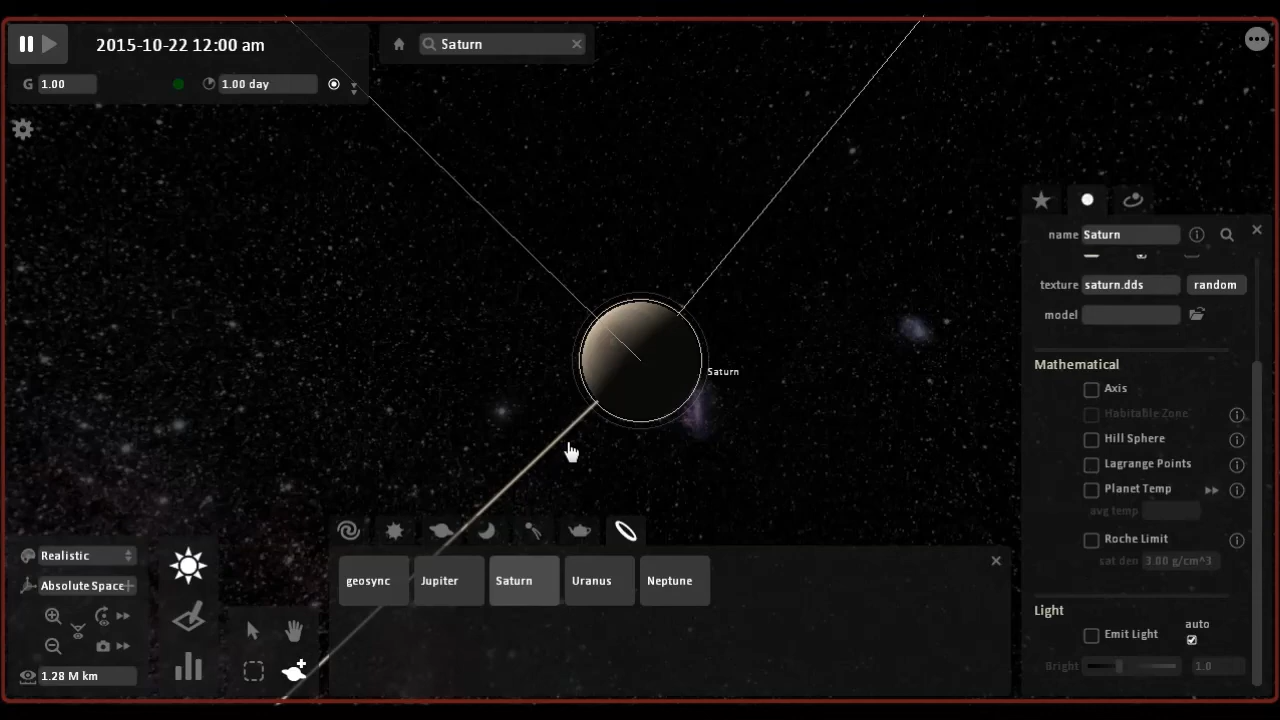 2015-10-22 12:00 am
Saturn
G 1.00
1.00 day
name Saturn
texture saturn.dds random
model
Saturn
Mathematical
Axis
Habitable Zone
Hill Sphere
Lagrange Points
Planet Temp
avg temp
Roche Limit
sat den 3.00 g/cm^3
Light
auto
Emit Light
Bright 1.0
Realistic
Absolute Space
1.28 M km
geosync Jupiter Saturn Uranus Neptune